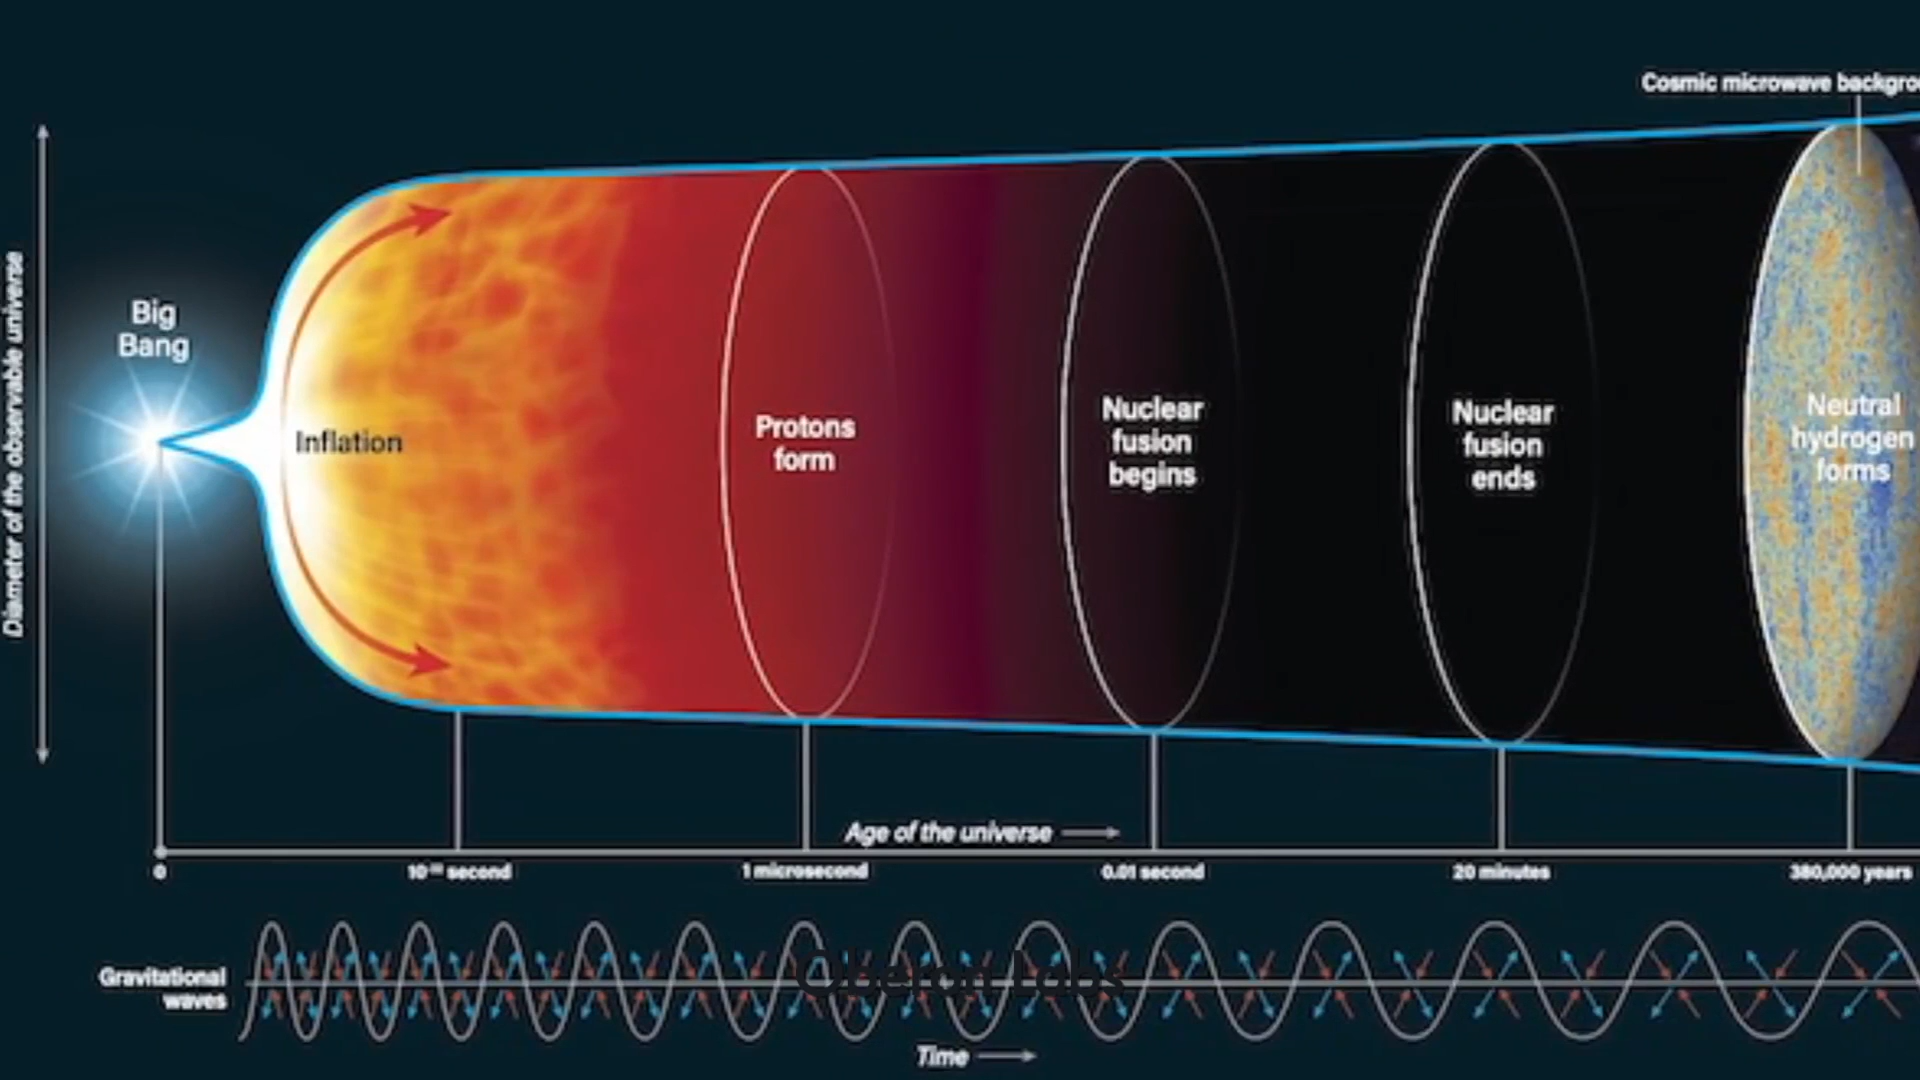 Cosmic microwave backgro
Diameter of the observable universe
Big
Bang
Inflation
Protons
form
Nuclear
fusion
begins
Nuclear
fusion
ends
Neutral
hydrogen
forms
Age of the universe
0
second
1 microsecond
0.01 second
20 minutes
380,000 years
Gravitational
waves
Oberon Labs
Time